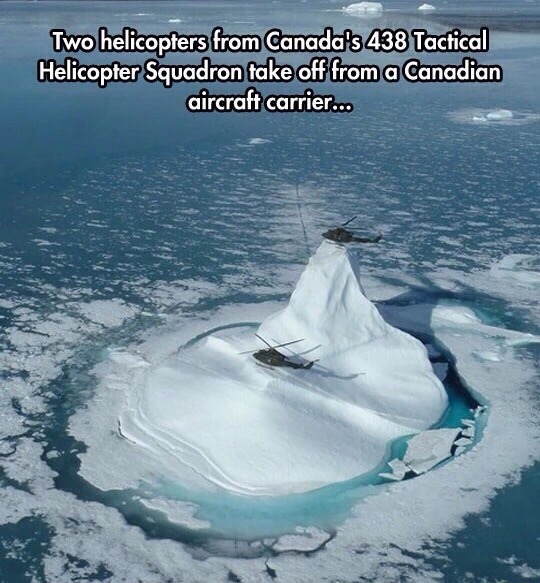 Two helicopters from Canada's 438 Tactical
Helicopter Squadron take off from a Canadian
aircraft carrier...